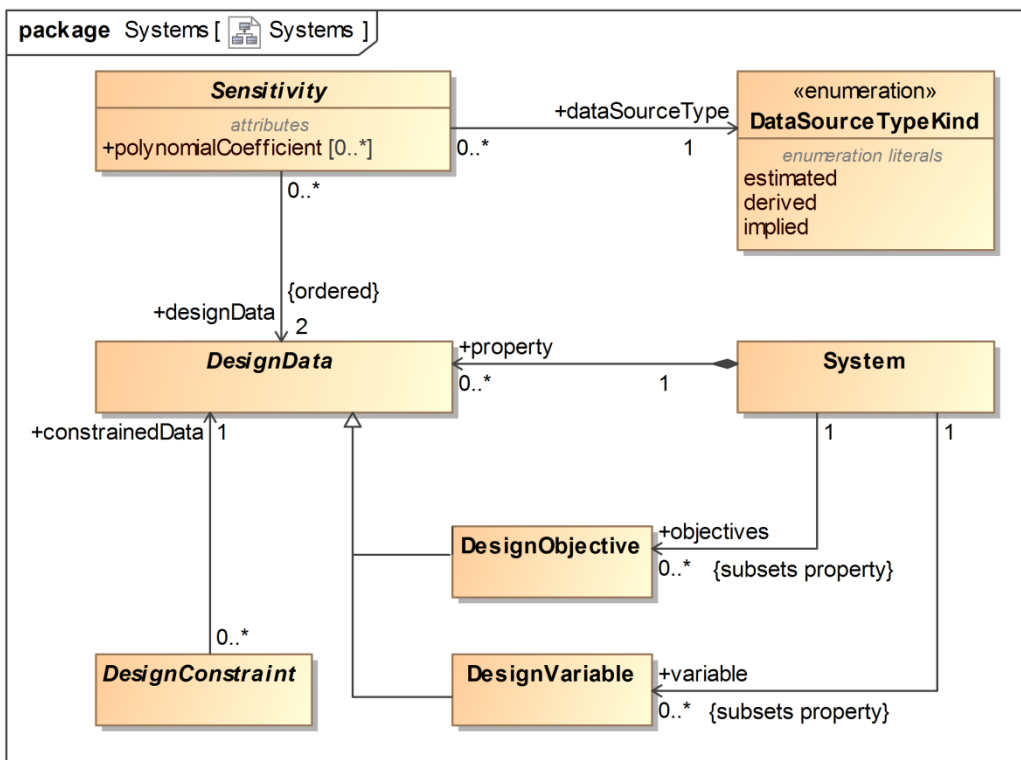 package Systems [ Systems ]
Sensitivity
attributes
+polynomialCoefficient [0..*]
0..*
+dataSourceType
1
«enumeration»
DataSourceTypeKind
enumeration literals
estimated
derived
implied
0..*
{ordered}
+designData
2
DesignData
+property
0..*
1
System
+constrainedData
1
1
1
DesignObjective
+objectives
0..*
{subsets property}
0..*
DesignConstraint
DesignVariable
+variable
0..*
{subsets property}